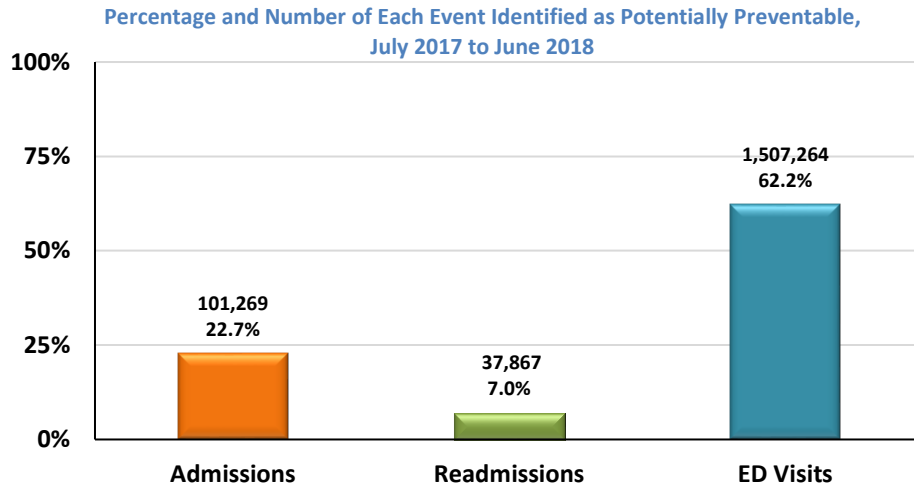 Percentage and Number of Each Event Identified as Potentially Preventable,
July 2017 to June 2018
100%
75%
50%
25%
0%
101,269
22.7%
37,867
7.0%
1,507,264
62.2%
Admissions
Readmissions
ED Visits